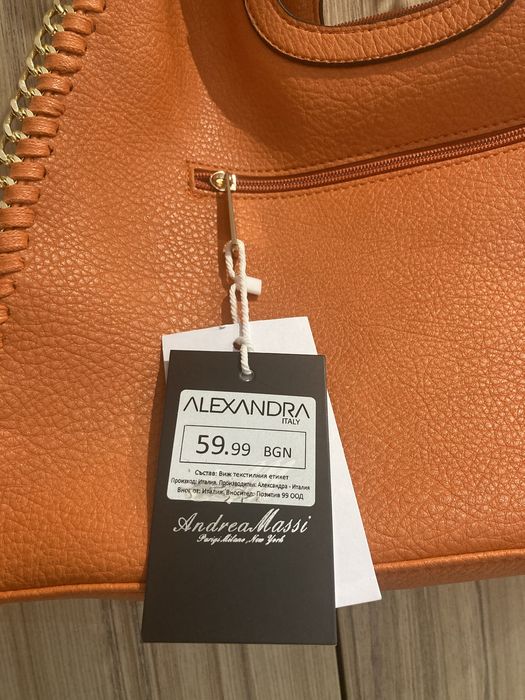 ALEXANDRA
ITALY
59.99 BGN
Състав: Виж текстилния етикет
Произход: Италия, Производител: Александра - Италия
Внос от: Италия, Вносител: Позитив 99 ООД
AndreaMassi
Parigi, Milano, New York